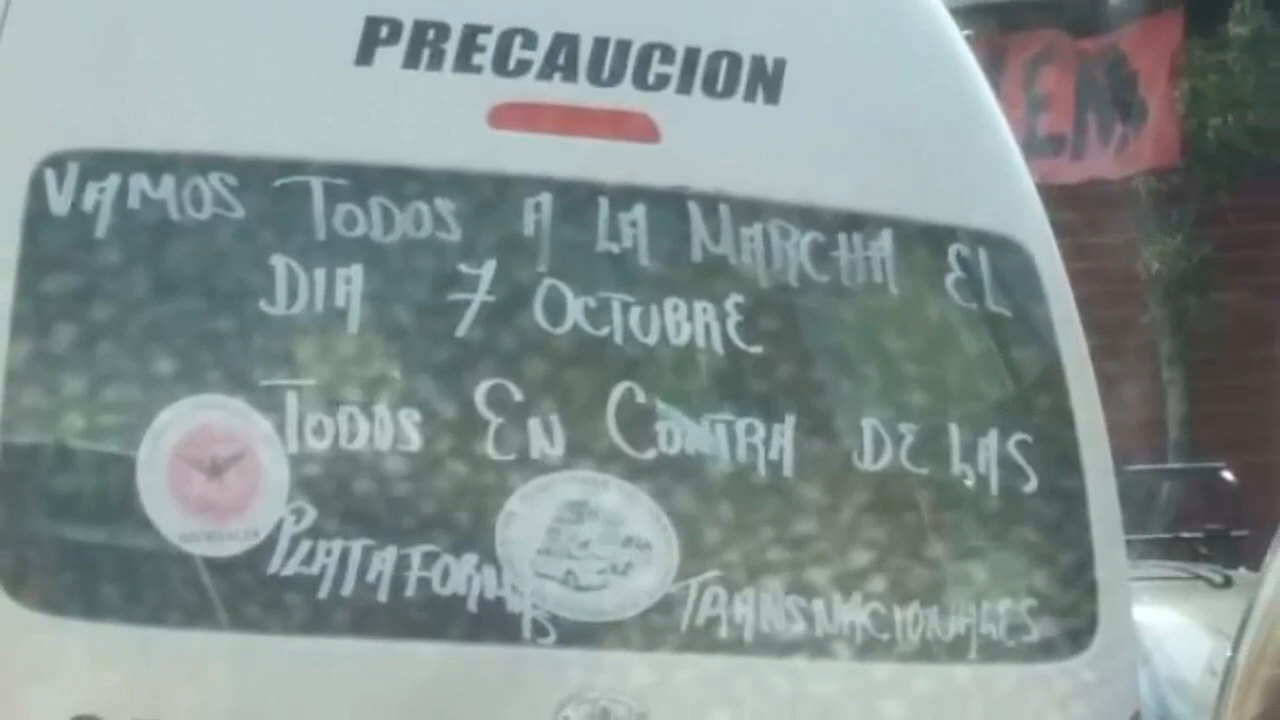 PRECAUCION
VAMOS TODOS A LA MARCHA EL
DIA 7 OCTUBRE
TODOS EN CONTRA DE LAS
PLATAFORMAS TRANSNACIONALES